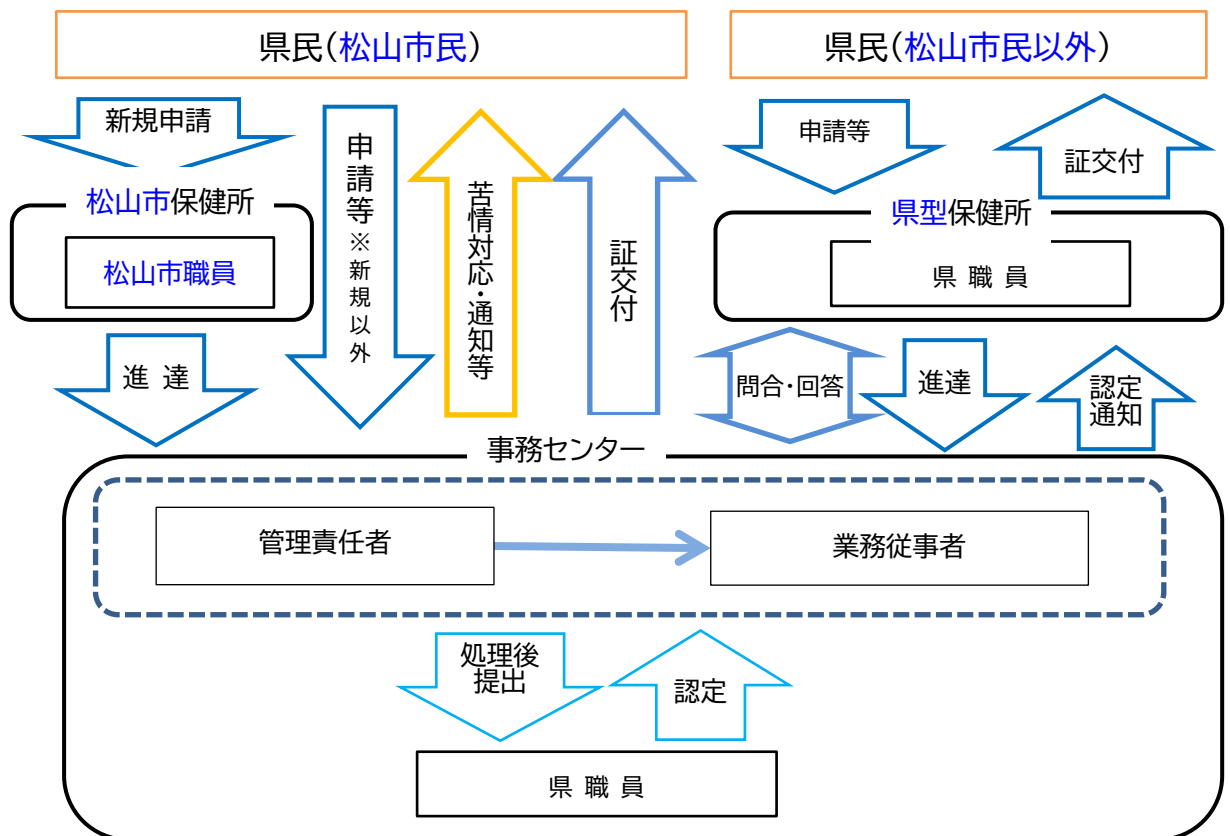 県民（松山市民）
県民（松山市民以外）
新規申請
申請等※新規以外
苦情対応・通知等
証交付
申請等
証交付
松山市保健所
松山市職員
県型保健所
県職員
進達
問合・回答
進達
認定
通知
事務センター
管理責任者
業務従事者
処理後
提出
認定
県職員